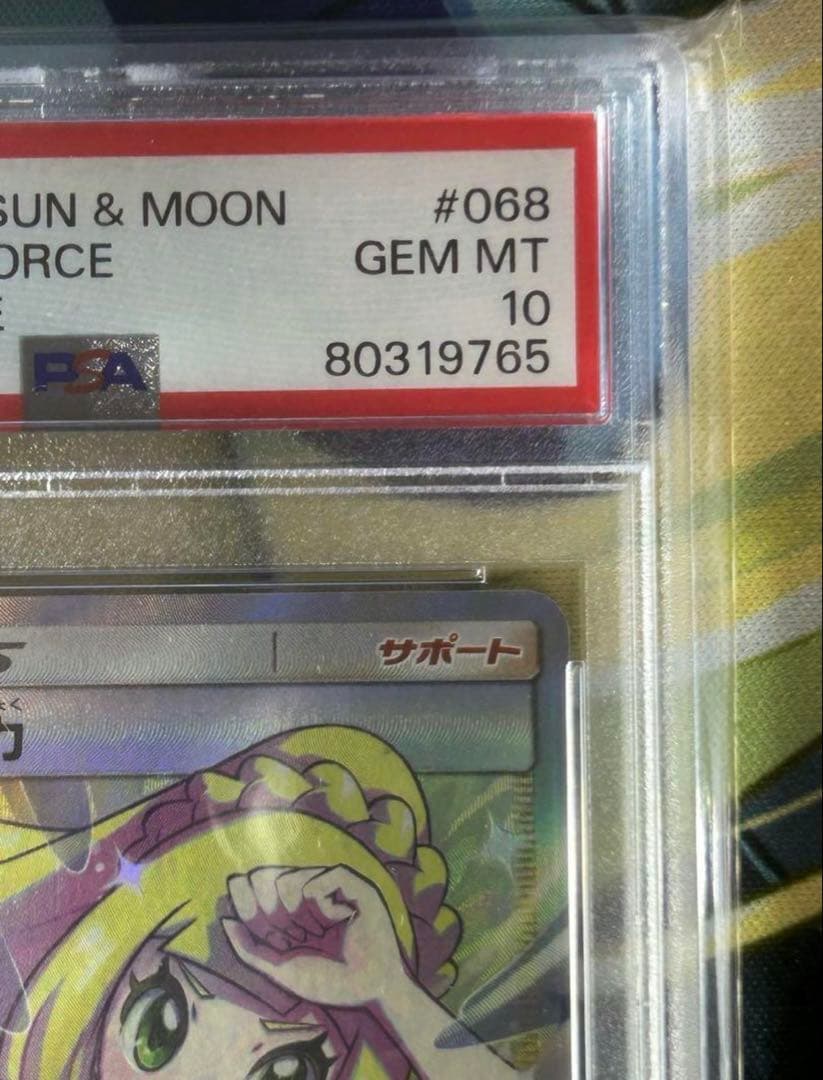 SUN & MOON #068
ORCE GEM MT
10
PSA 80319765
サポート